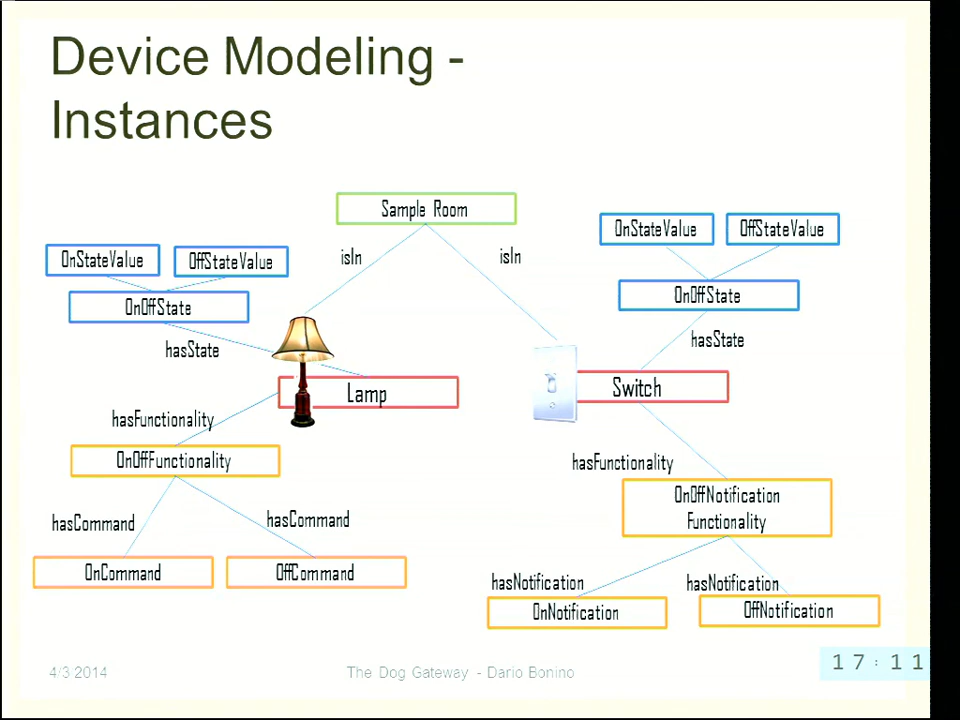 Device Modeling -
Instances
Sample Room
isIn
isIn
OnStateValue
OffStateValue
OnOffState
hasState
Lamp
hasFunctionality
OnOffFunctionality
hasCommand
hasCommand
OnCommand
OffCommand
OnStateValue
OffStateValue
OnOffState
hasState
Switch
hasFunctionality
OnOffNotification
Functionality
hasNotification
hasNotification
OnNotification
OffNotification
4/3/2014
The Dog Gateway - Dario Bonino
17:11